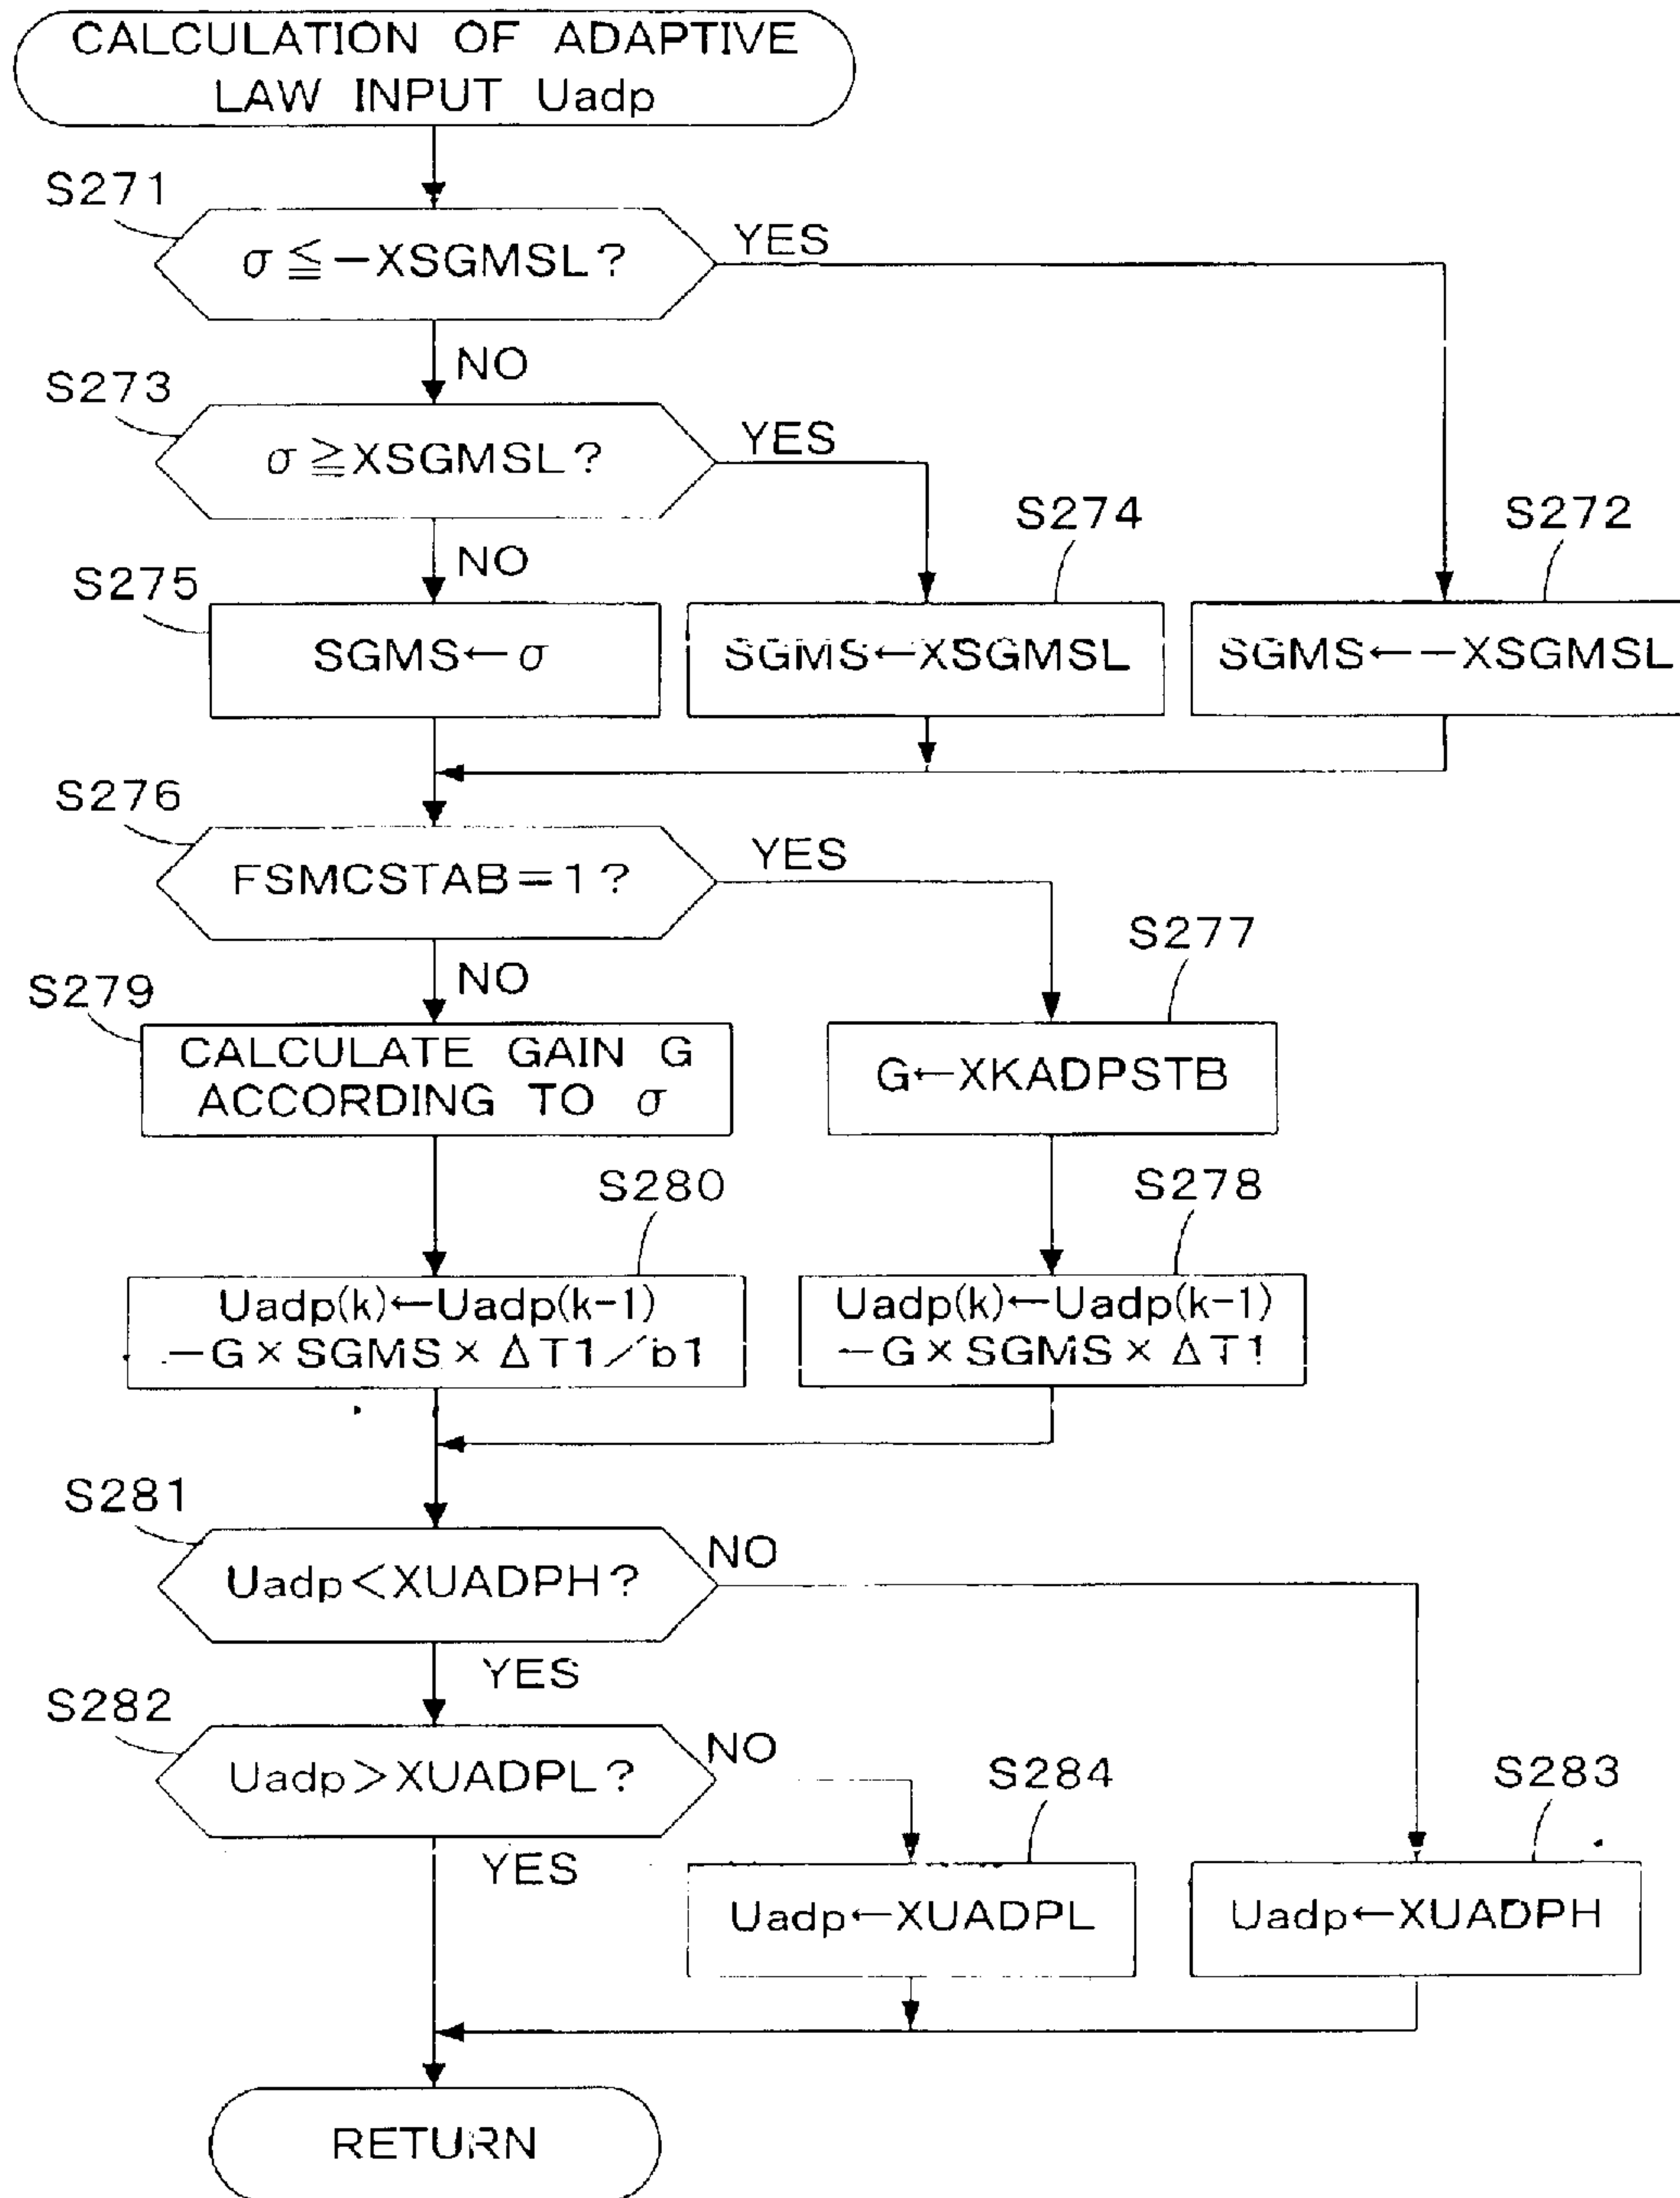 CALCULATION OF ADAPTIVE
LAW INPUT Uadp
S271
σ ≦ −XSGMSL?
YES
NO
S273
σ ≧ XSGMSL?
YES
NO
S274
S272
S275
SGMS←σ
SGMS←XSGMSL
SGMS←−XSGMSL
S276
FSMCSTAB=1?
YES
NO
S277
S279
CALCULATE GAIN G
ACCORDING TO σ
G←XKADPSTB
S280
S278
Uadp(k)←Uadp(k-1)
−G×SGMS×ΔT1/b1
Uadp(k)←Uadp(k-1)
−G×SGMS×ΔT1
S281
Uadp<XUADPH?
NO
YES
S282
Uadp>XUADPL?
NO
YES
S284
S283
Uadp←XUADPL
Uadp←XUADPH
RETURN